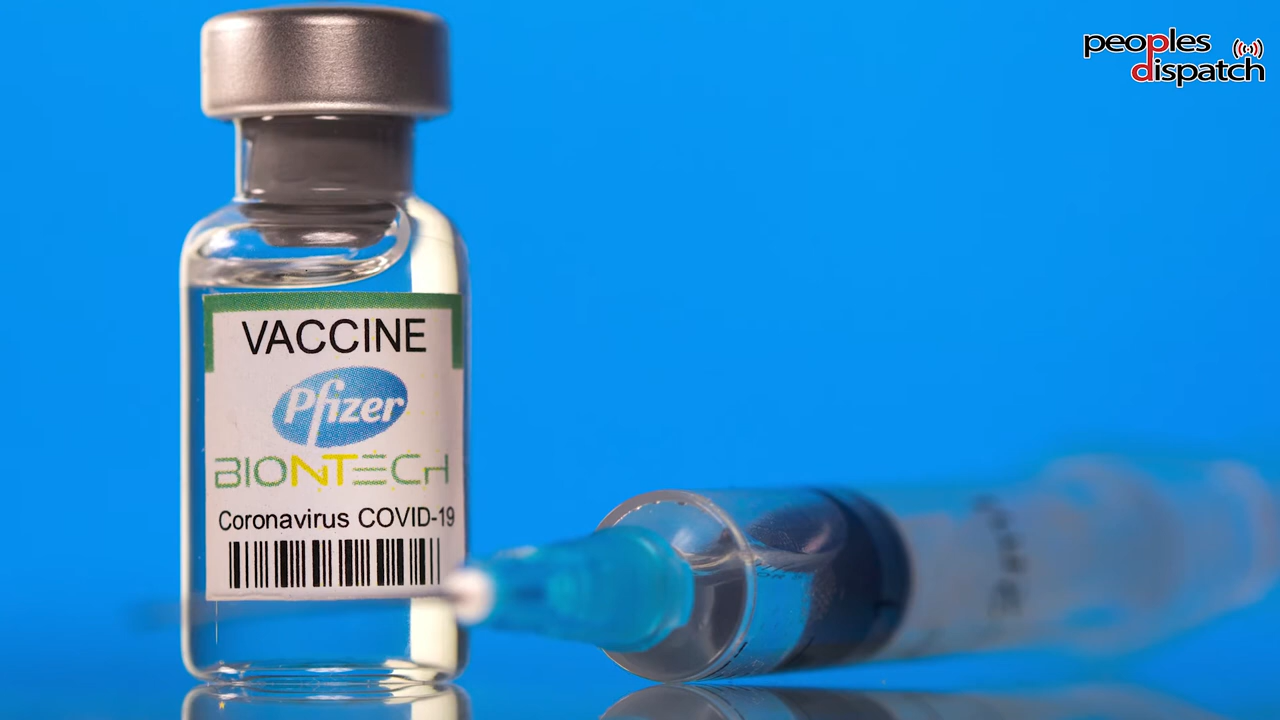 peoples
dispatch
VACCINE
Pfizer
BIONTECH
Coronavirus COVID-19